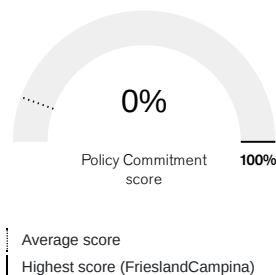 0%
Policy Commitment
score
100%
Average score
Highest score (FrieslandCampina)